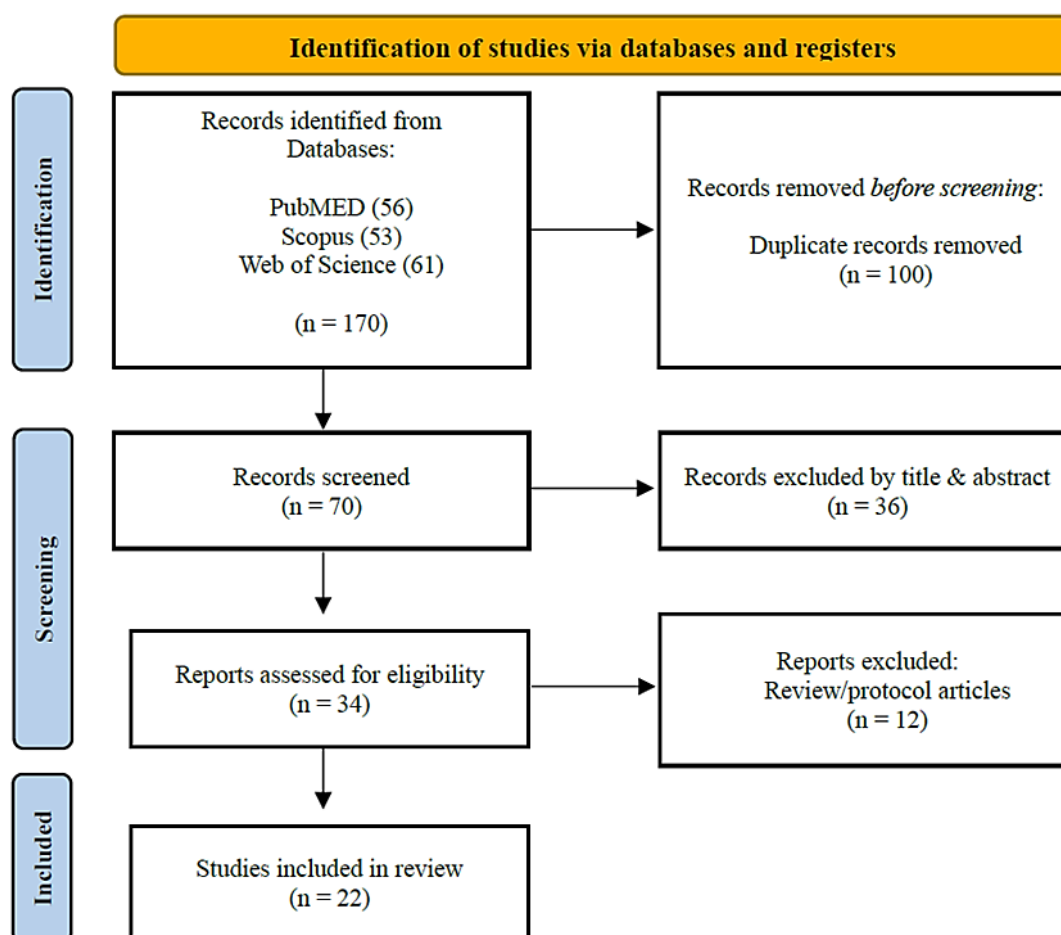 Identification of studies via databases and registers
Identification
Records identified from
Databases:
PubMED (56)
Scopus (53)
Web of Science (61)
(n = 170)
Records removed before screening:
Duplicate records removed
(n = 100)
Screening
Records screened
(n = 70)
Records excluded by title & abstract
(n = 36)
Reports assessed for eligibility
(n = 34)
Reports excluded:
Review/protocol articles
(n = 12)
Included
Studies included in review
(n = 22)